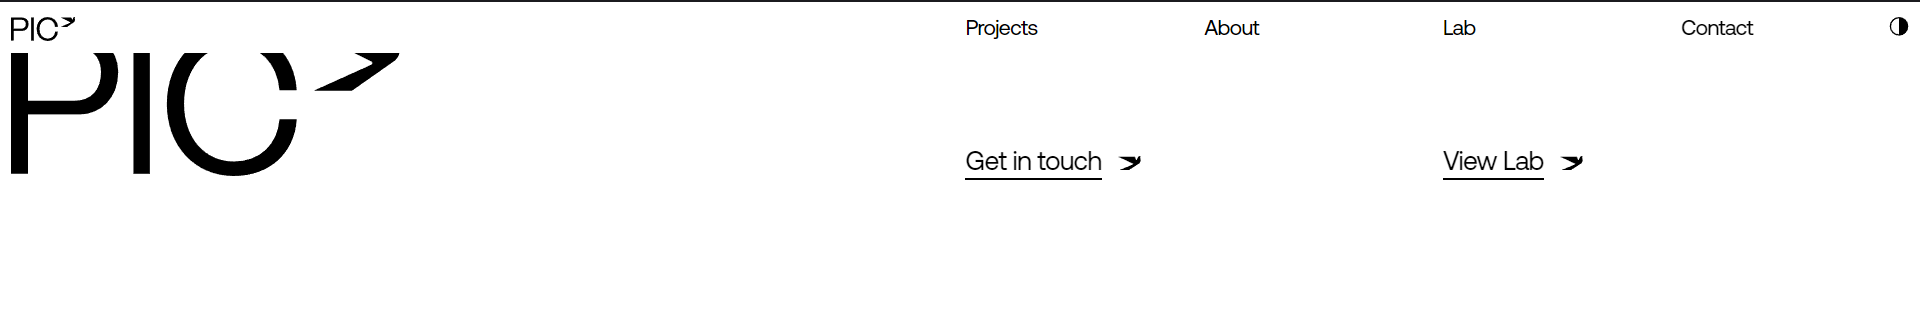 PIC
Projects
About
Lab
Contact
PIC
Get in touch
View Lab